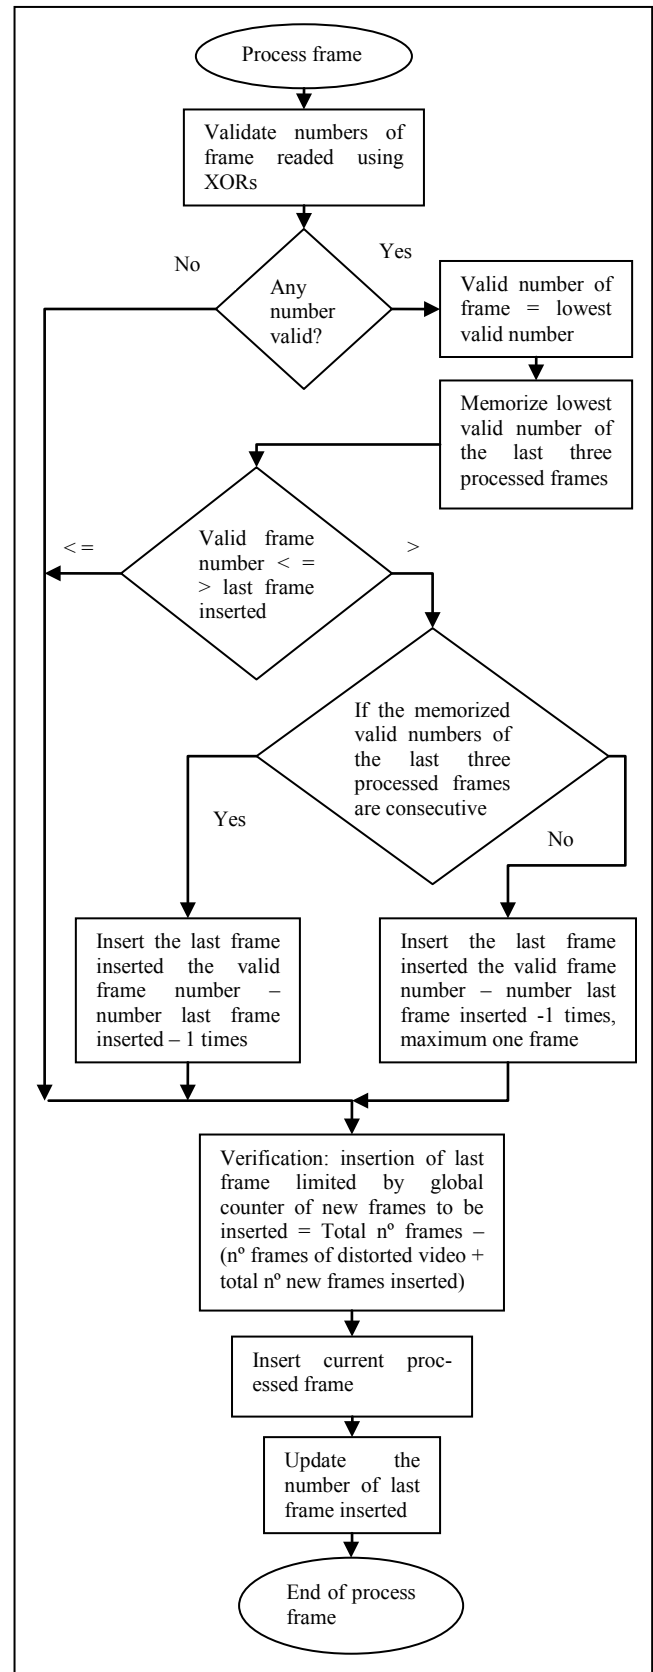 Process frame
Validate numbers of
frame readed using
XORs
No
Yes
Any
number
valid?
Valid number of
frame = lowest
valid number
Memorize lowest
valid number of
the last three
processed frames
< =
Valid frame
number < =
> last frame
inserted
>
If the memorized
valid numbers of
the last three
processed frames
are consecutive
Yes
No
Insert the last frame
inserted the valid
frame number –
number last frame
inserted – 1 times
Insert the last frame
inserted the valid frame
number – number last
frame inserted -1 times,
maximum one frame
Verification: insertion of last
frame limited by global
counter of new frames to be
inserted = Total nº frames –
(nº frames of distorted video +
total nº new frames inserted)
Insert current proc-
essed frame
Update the
number of last
frame inserted
End of process
frame